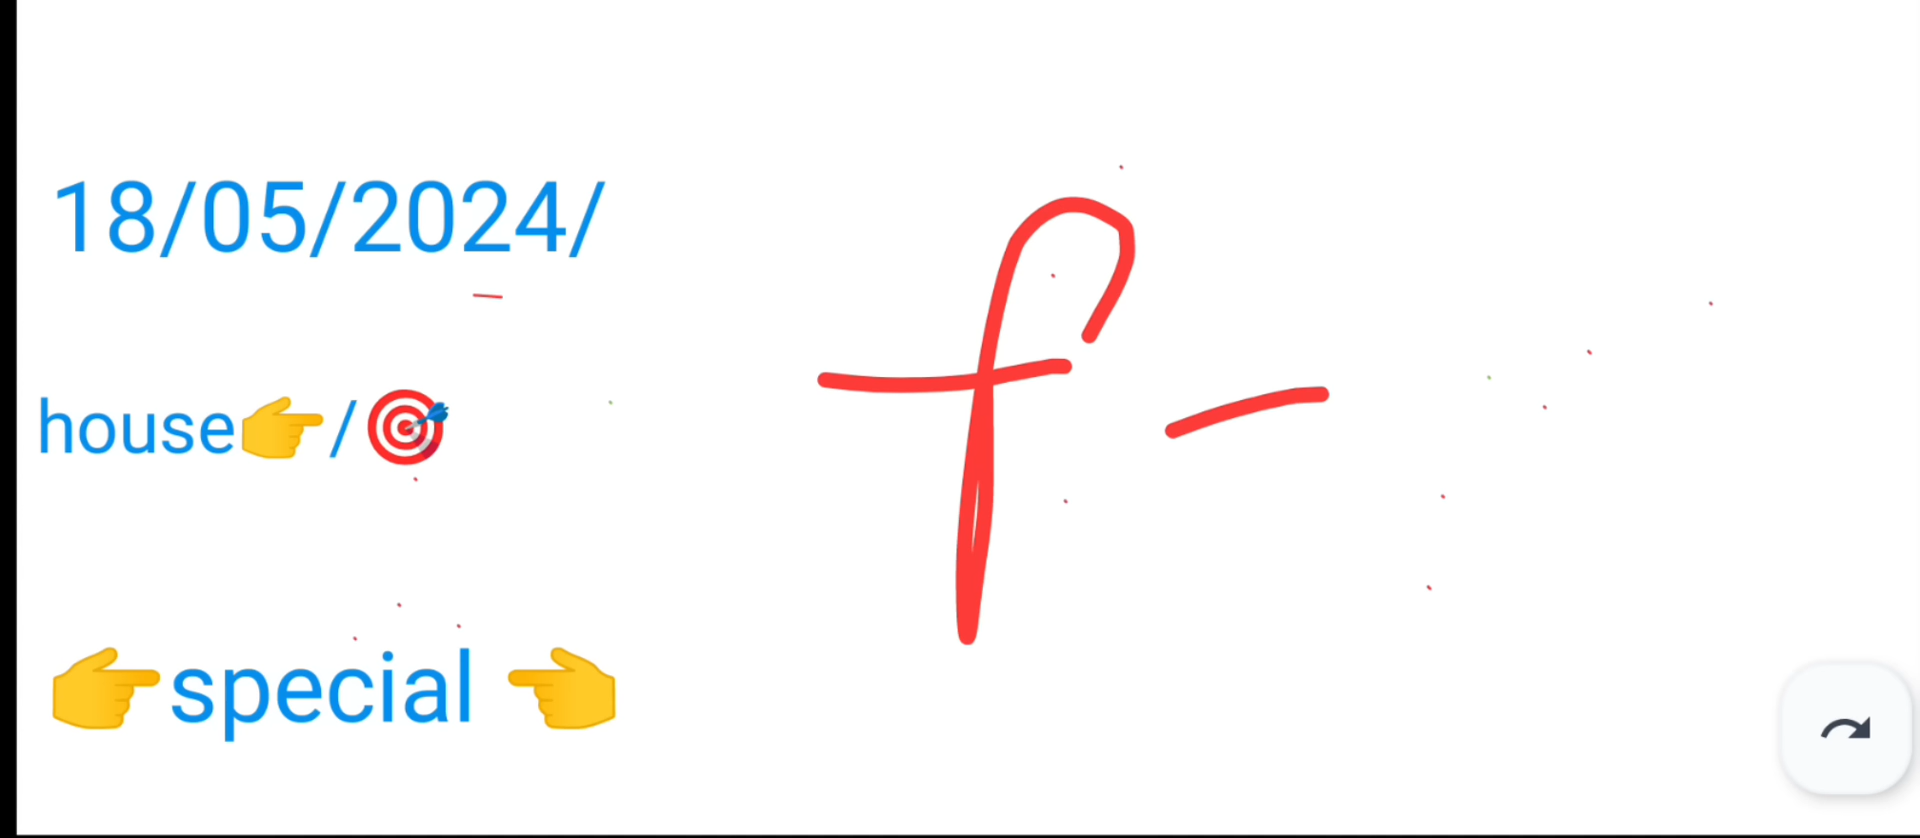 18/05/2024/
house👉/🎯
👉special 👈
f-